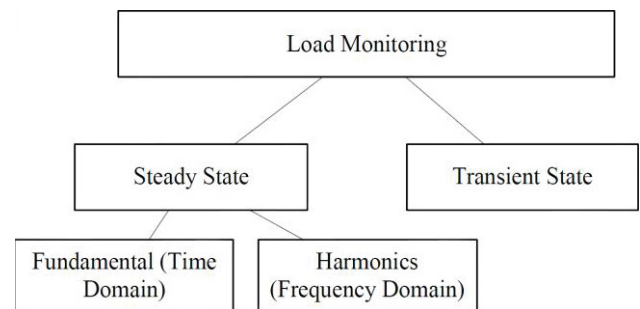 Load Monitoring
Steady State
Transient State
Fundamental (Time
Domain)
Harmonics
(Frequency Domain)